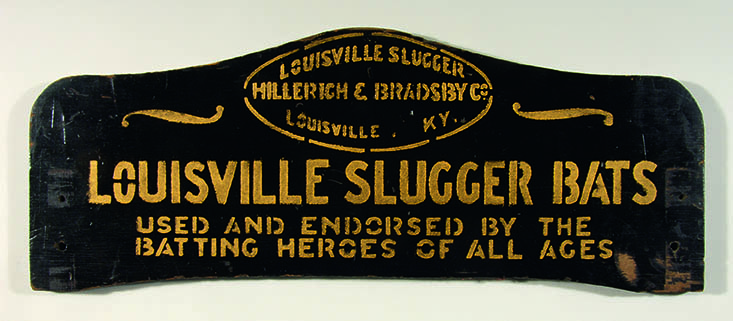 LOUISVILLE SLUGGER
HILLERICH & BRADSBY CO
LOUISVILLE, KY.
LOUISVILLE SLUGGER BATS
USED AND ENDORSED BY THE
BATTING HEROES OF ALL AGES